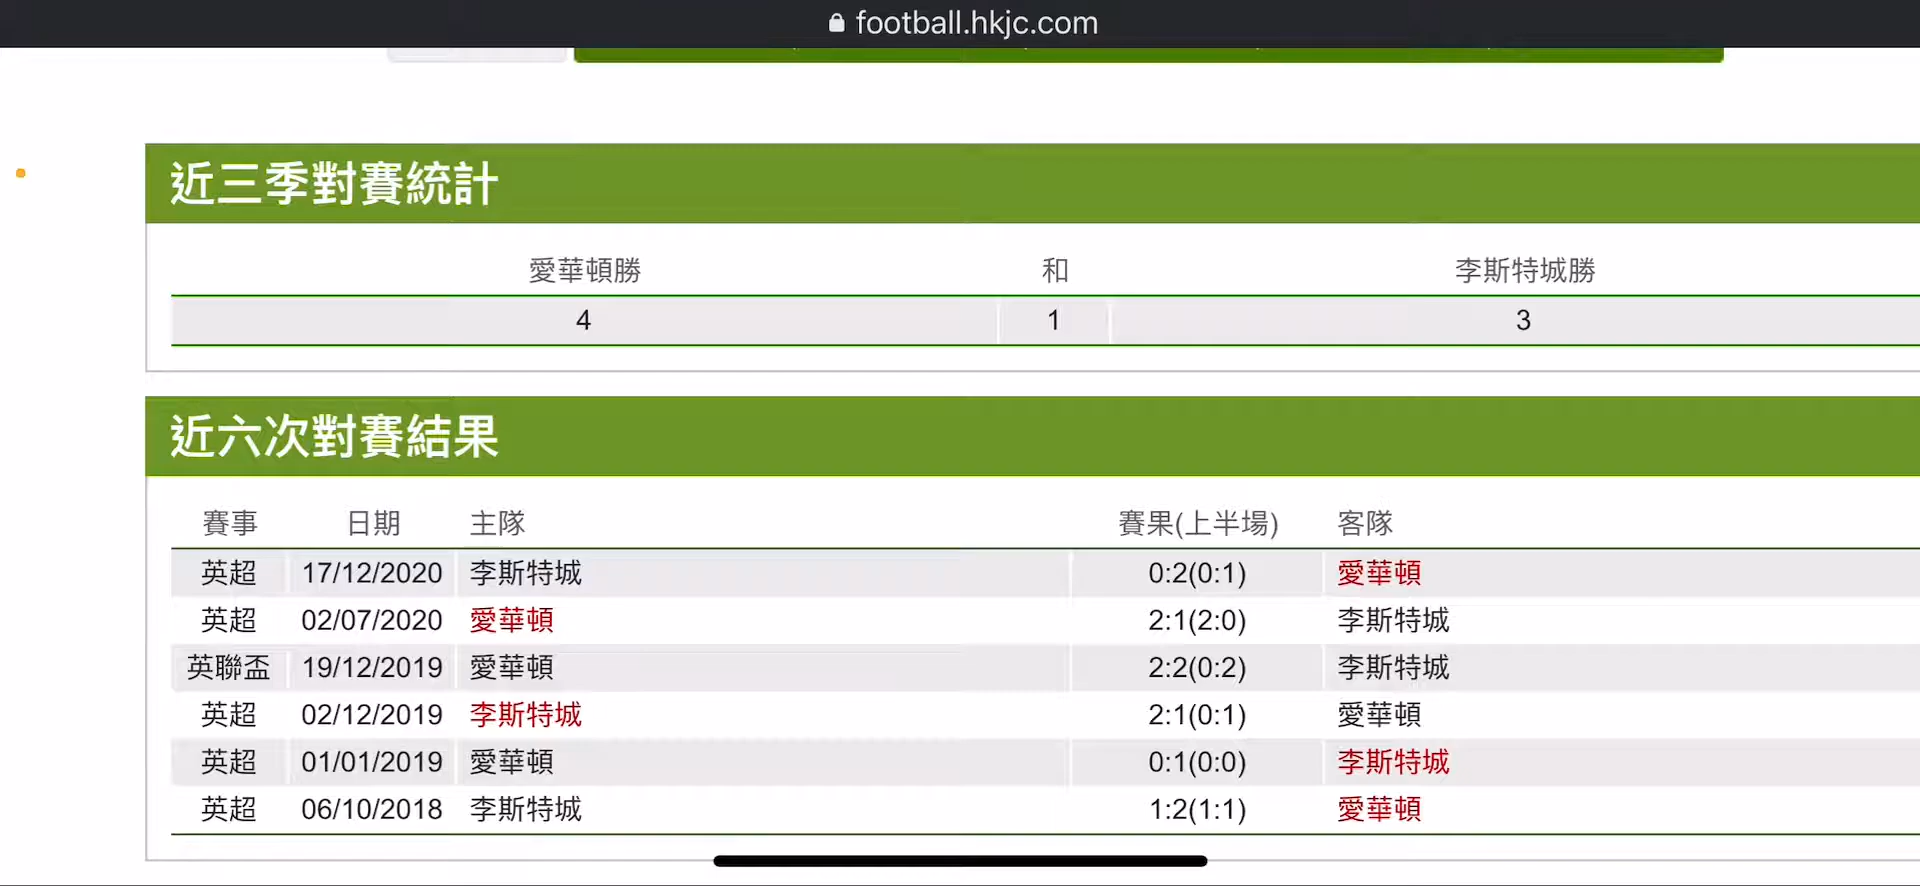 football.hkjc.com
近三季對賽統計
愛華頓勝 和 李斯特城勝
4 1 3
近六次對賽結果
賽事 日期 主隊 賽果(上半場) 客隊
英超 17/12/2020 李斯特城 0:2(0:1) 愛華頓
英超 02/07/2020 愛華頓 2:1(2:0) 李斯特城
英聯盃 19/12/2019 愛華頓 2:2(0:2) 李斯特城
英超 02/12/2019 李斯特城 2:1(0:1) 愛華頓
英超 01/01/2019 愛華頓 0:1(0:0) 李斯特城
英超 06/10/2018 李斯特城 1:2(1:1) 愛華頓